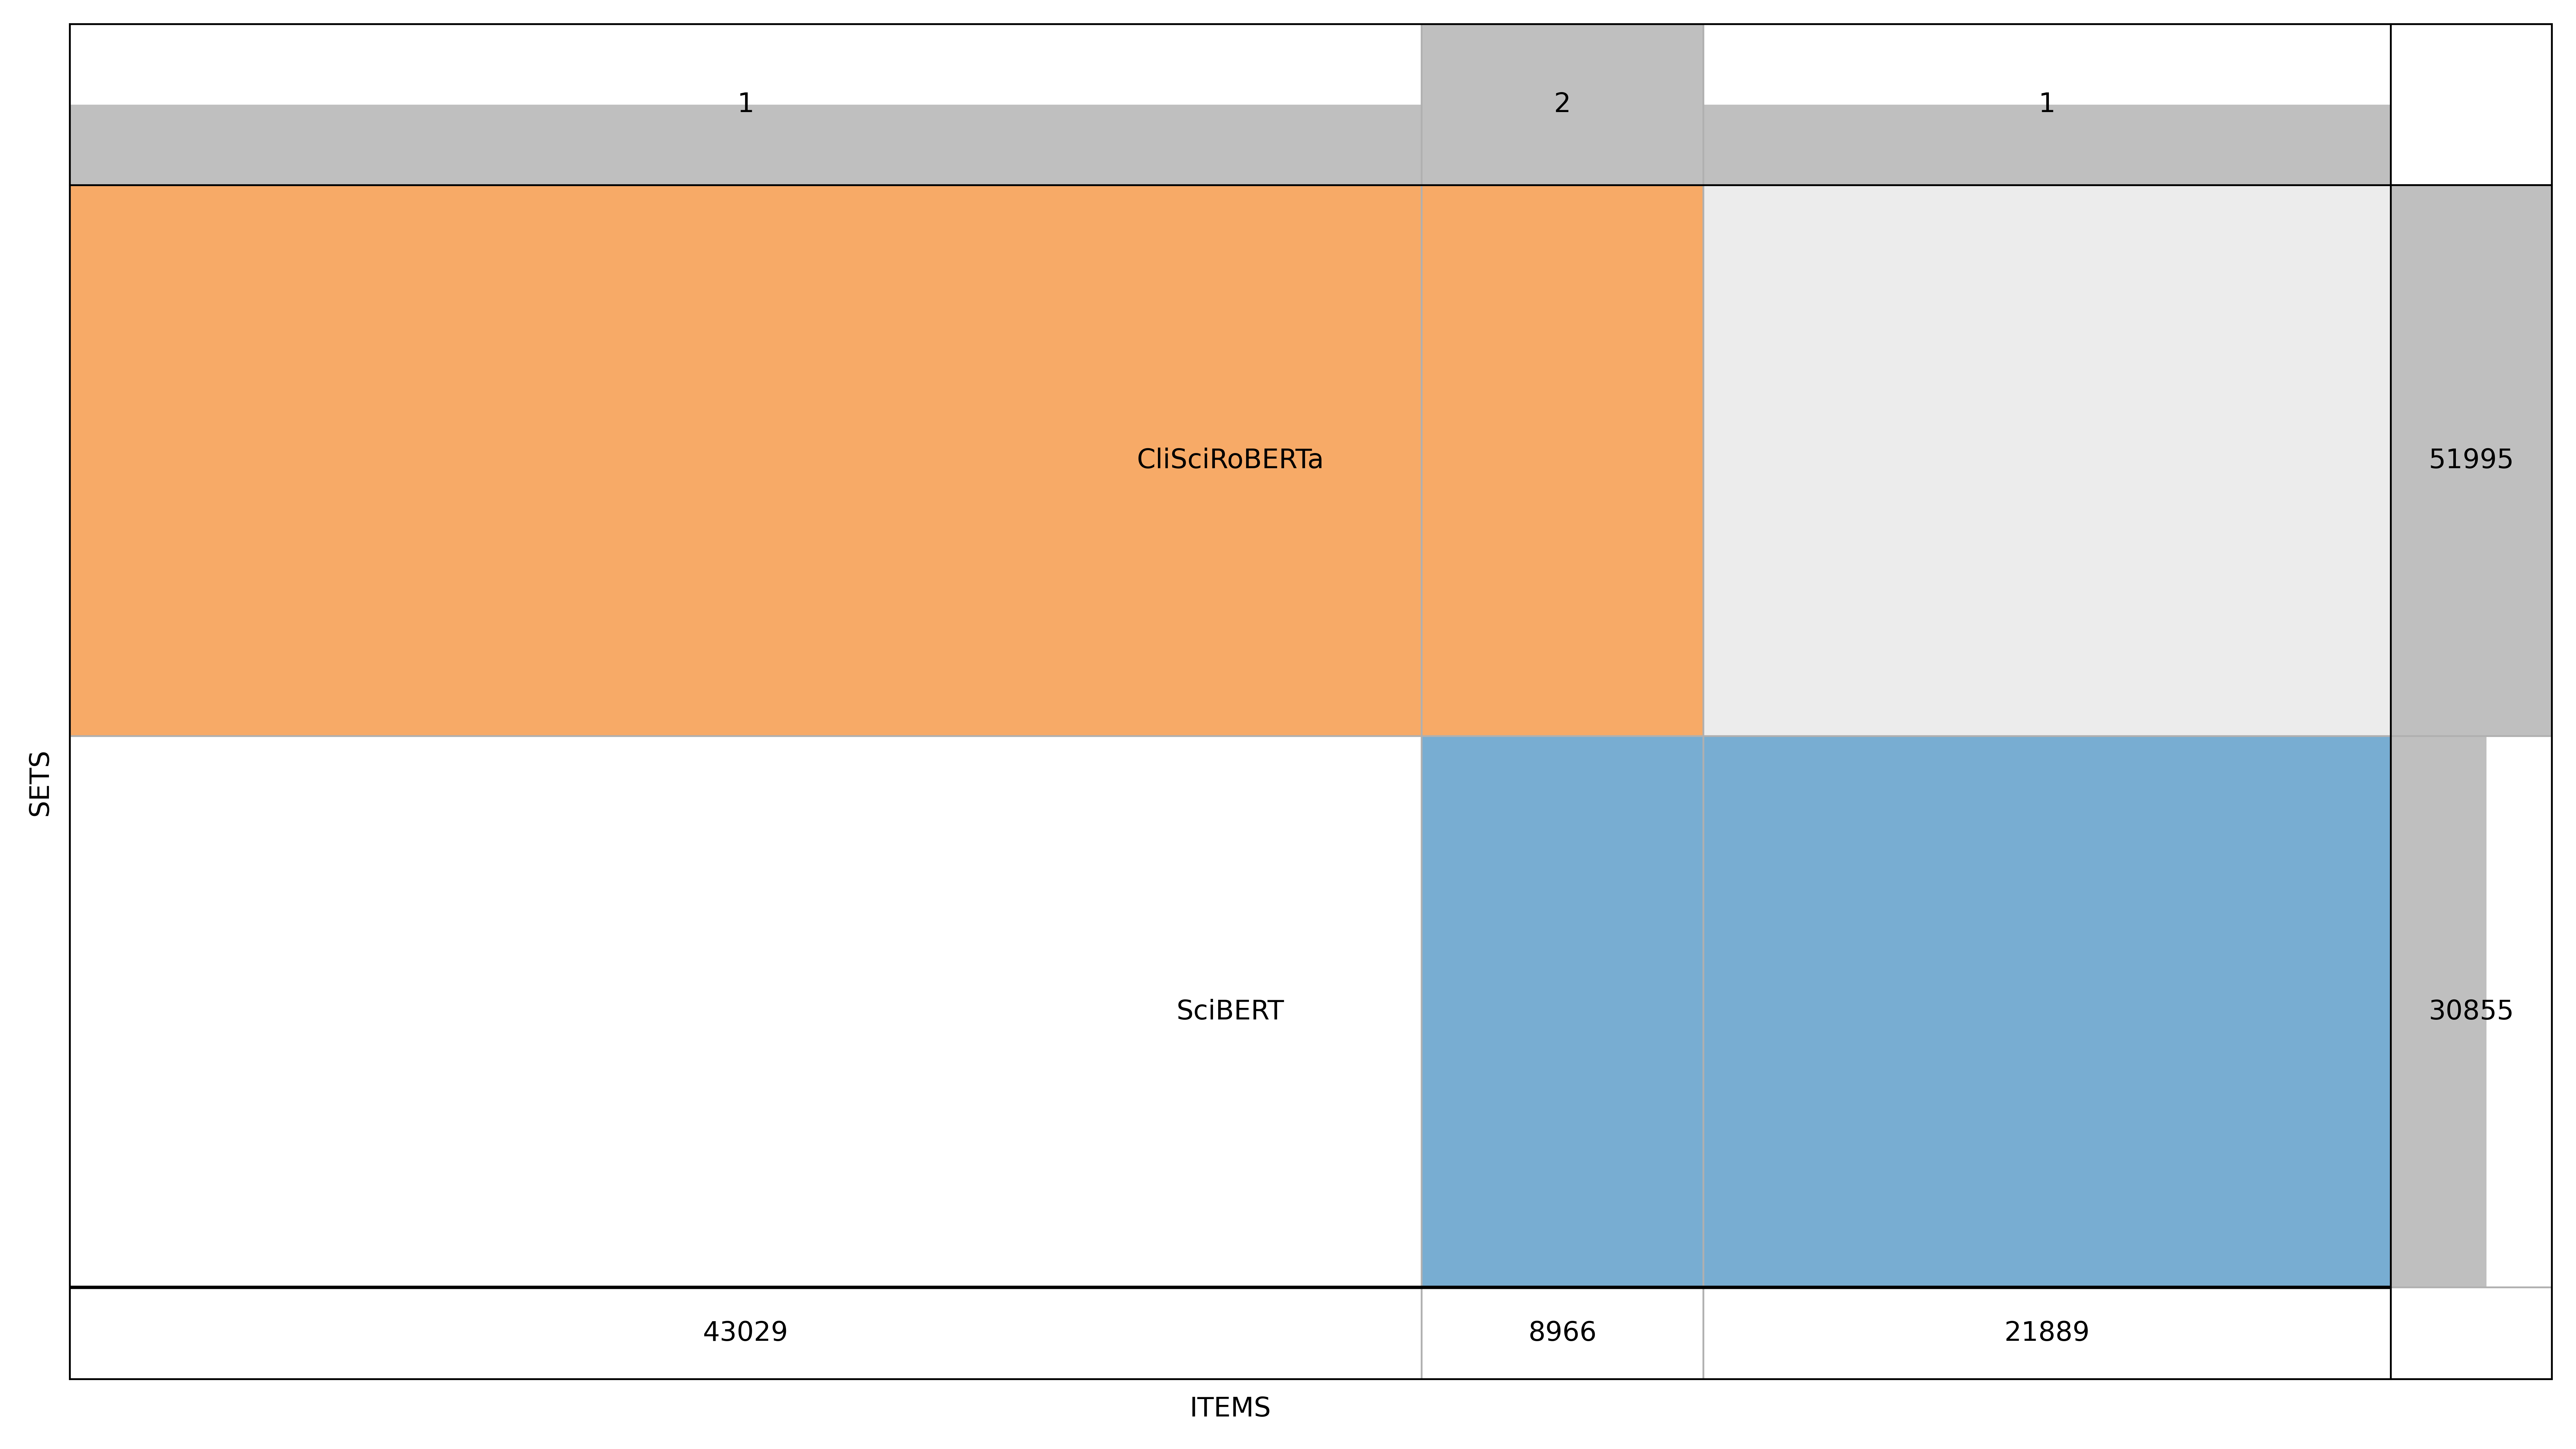 1 2 1
CliSciRoBERTa 51995
SETS
SciBERT 30855
43029 8966 21889
ITEMS